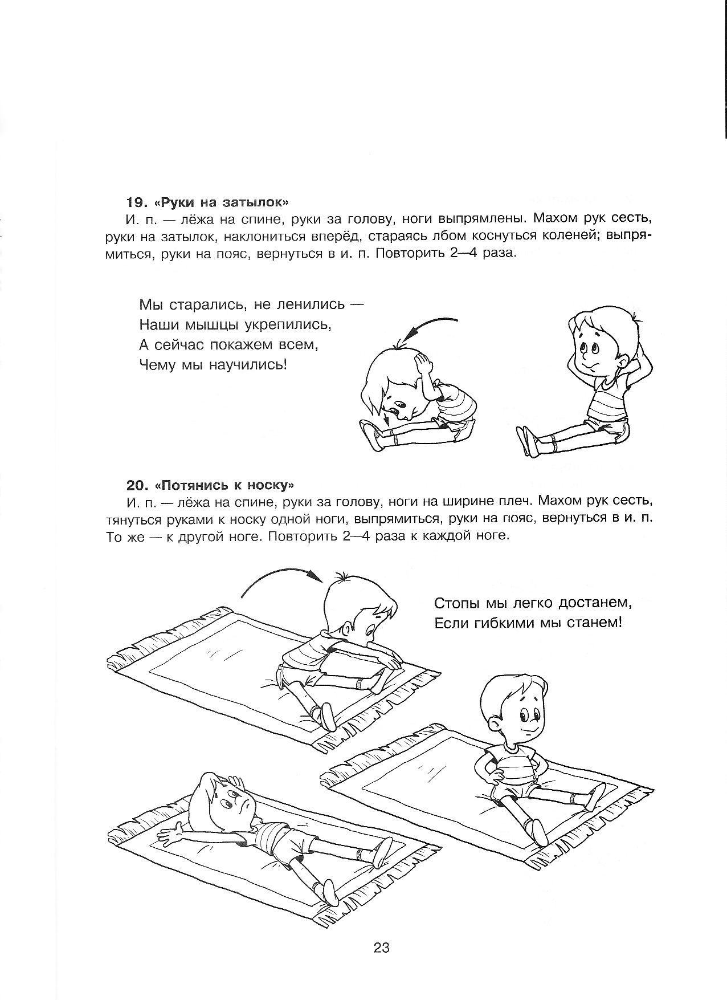 19. «Руки на затылок»
И. п. — лёжа на спине, руки за голову, ноги выпрямлены. Махом рук сесть,
руки на затылок, наклониться вперёд, стараясь лбом коснуться коленей; выпря-
миться, руки на пояс, вернуться в и. п. Повторить 2—4 раза.
Мы старались, не ленились —
Наши мышцы укрепились,
А сейчас покажем всем,
Чему мы научились!
20. «Потянись к носку»
И. п. — лёжа на спине, руки за голову, ноги на ширине плеч. Махом рук сесть,
тянуться руками к носку одной ноги, выпрямиться, руки на пояс, вернуться в и. п.
То же — к другой ноге. Повторить 2—4 раза к каждой ноге.
Стопы мы легко достанем,
Если гибкими мы станем!
23